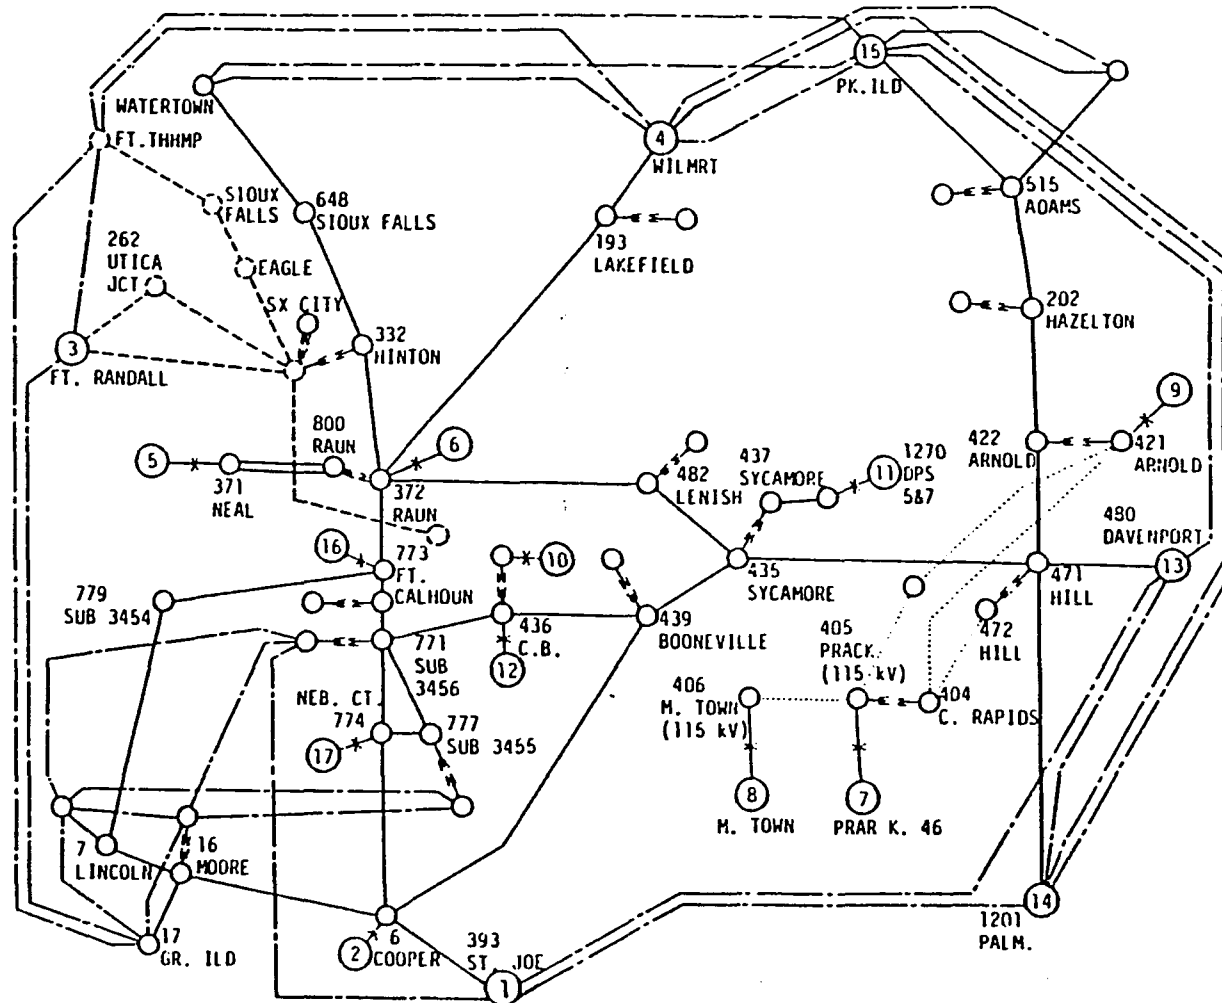 15
PK.ILD
WATERTOWN
FT.THHMP
4
WILMRT
SIOUX
FALLS
648
SIOUX FALLS
515
ADAMS
193
LAKEFIELD
262
UTICA
JCT
EAGLE
SX CITY
202
HAZELTON
332
HINTON
3
FT. RANDALL
9
800
RAUN
6
5
371
NEAL
372
RAUN
482
LENISH
437
SYCAMORE
11
1270
DPS
5&7
422
ARNOLD
421
ARNOLD
480
DAVENPORT
13
16
773
FT.
CALHOUN
10
435
SYCAMORE
471
HILL
779
SUB 3454
771
SUB
3456
436
C.B.
12
439
BOONEVILLE
472
HILL
405
PRACK
(115 kV)
406
M. TOWN
(115 kV)
404
C. RAPIDS
NEB. CT.
774
17
777
SUB 3455
8
M. TOWN
7
PRAR K. 46
7
LINCOLN
16
MOORE
14
1201
PALM.
17
GR. ILD
2
6
COOPER
393
ST. JOE
1